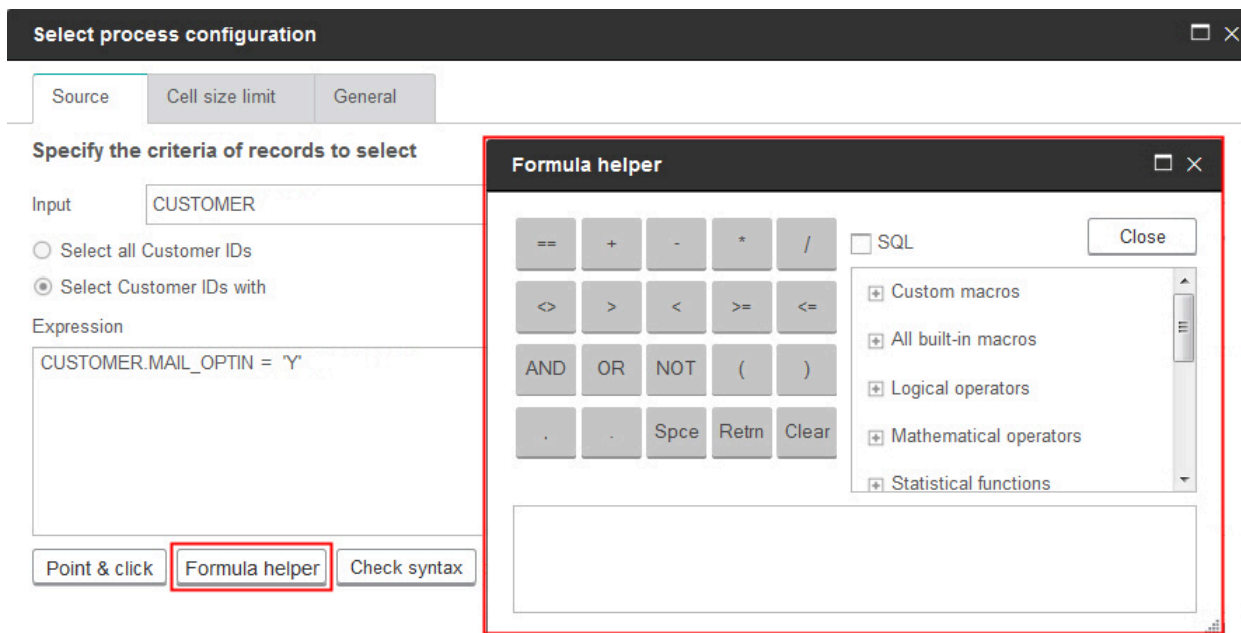 Select process configuration
Source Cell size limit General
Specify the criteria of records to select
Input CUSTOMER
Select all Customer IDs
Select Customer IDs with
Expression
CUSTOMER.MAIL_OPTIN = 'Y'
Point & click Formula helper Check syntax
Formula helper
== + - * /
<> > < >= <=
AND OR NOT ( )
, . Spce Retrn Clear
SQL Close
Custom macros
All built-in macros
Logical operators
Mathematical operators
Statistical functions